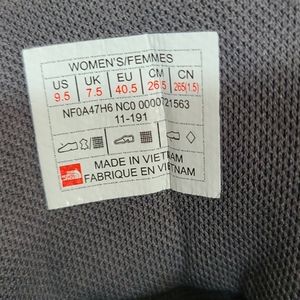 WOMEN'S/FEMMES
US UK EU CM CN
9.5 7.5 40.5 26.5 265(1.5)
NF0A47H6 NC0 0000721563
11-191
MADE IN VIETNAM
FABRIQUE EN VIETNAM